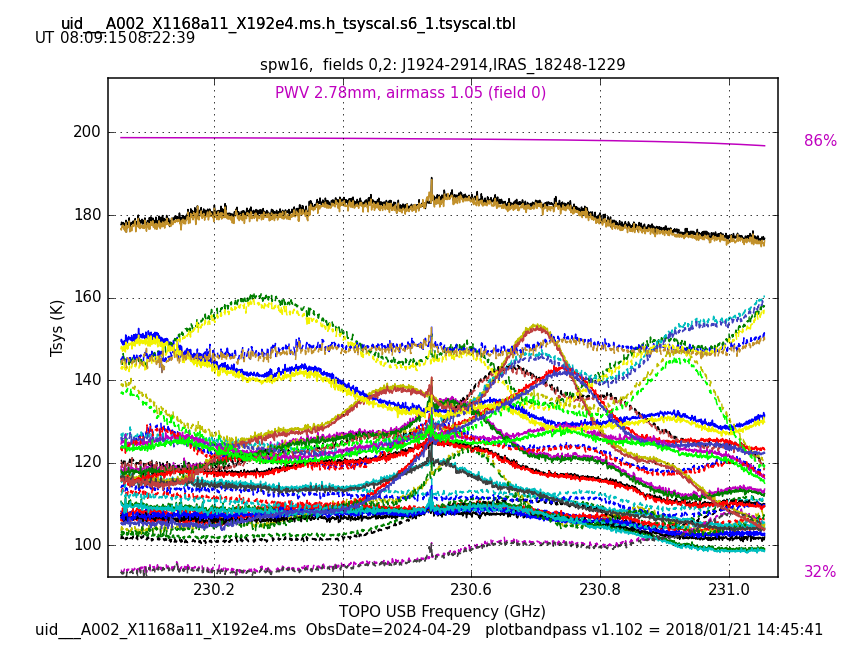 uid___A002_X1168a11_X192e4.ms.h_tsyscal.s6_1.tsyscal.tbl
UT 08:09:1508:22:39
spw16,  fields 0,2: J1924-2914,IRAS_18248-1229
PWV 2.78mm, airmass 1.05 (field 0)
86%
200
180
160
140
120
100
Tsys (K)
32%
230.2 230.4 230.6 230.8 231.0
TOPO USB Frequency (GHz)
uid___A002_X1168a11_X192e4.ms  ObsDate=2024-04-29   plotbandpass v1.102 = 2018/01/21 14:45:41